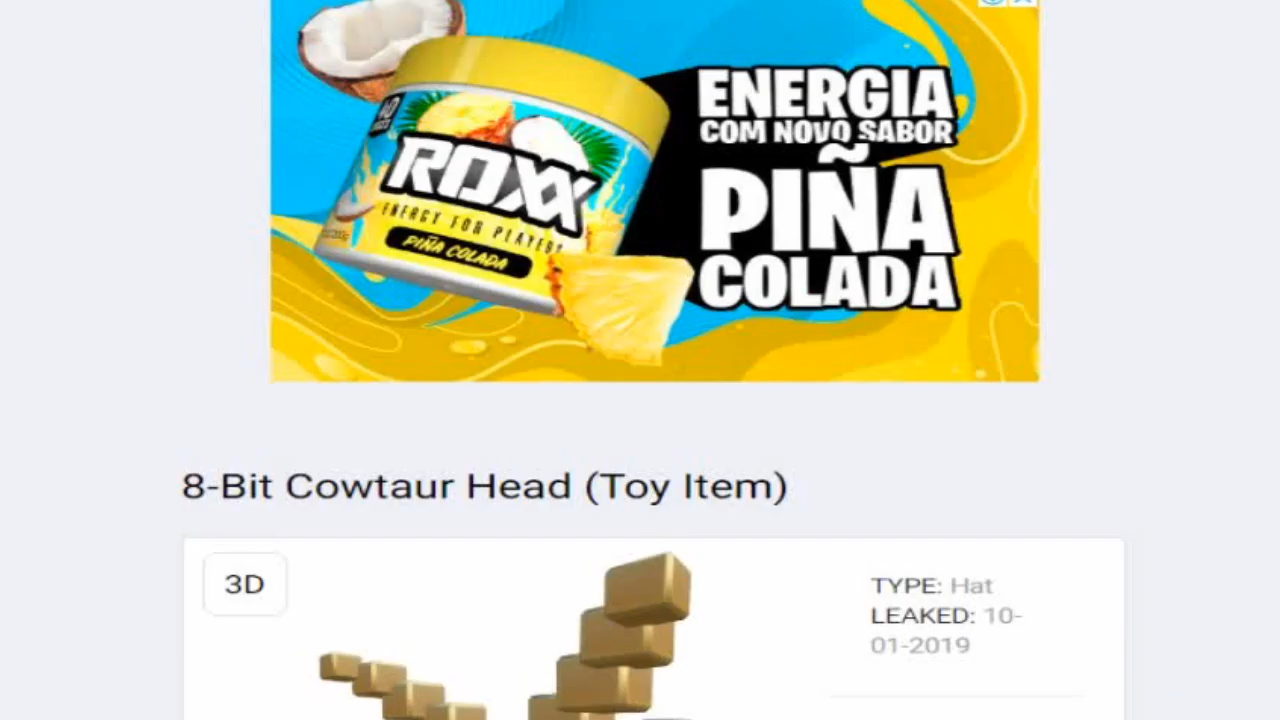 ENERGIA
COM NOVO SABOR
PIÑA
COLADA
ROXX
ENERGY FOR PLAYERS
PIÑA COLADA
8-Bit Cowtaur Head (Toy Item)
3D
TYPE: Hat
LEAKED: 10-
01-2019